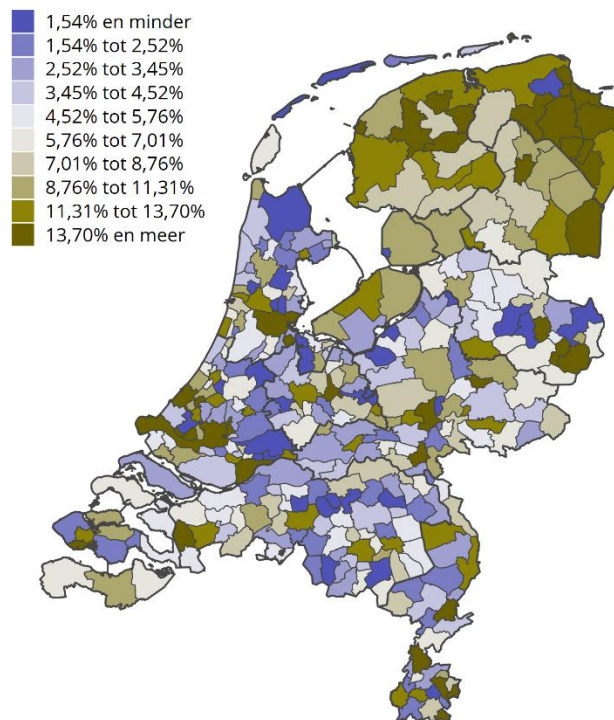 1,54% en minder
1,54% tot 2,52%
2,52% tot 3,45%
3,45% tot 4,52%
4,52% tot 5,76%
5,76% tot 7,01%
7,01% tot 8,76%
8,76% tot 11,31%
11,31% tot 13,70%
13,70% en meer